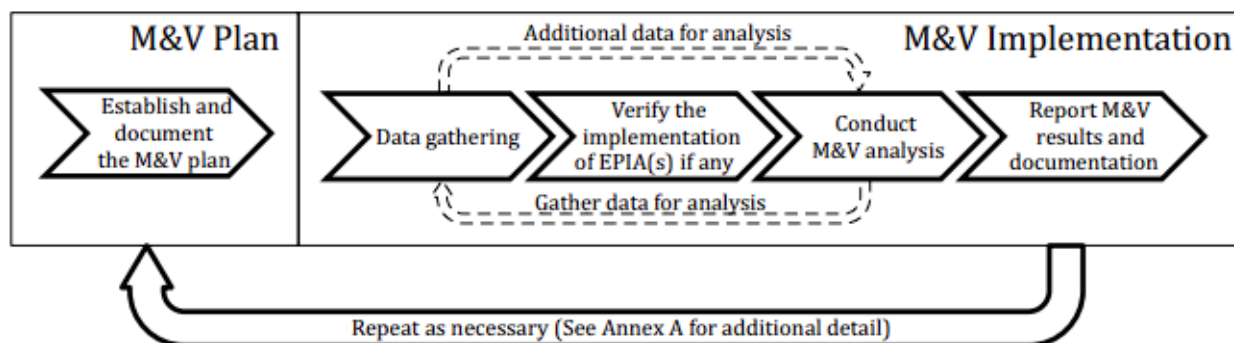 M&V Plan
Establish and
document
the M&V plan
Additional data for analysis
M&V Implementation
Data gathering
Verify the
implementation
of EPIA(s) if any
Conduct
M&V analysis
Report M&V
results and
documentation
Gather data for analysis
Repeat as necessary (See Annex A for additional detail)